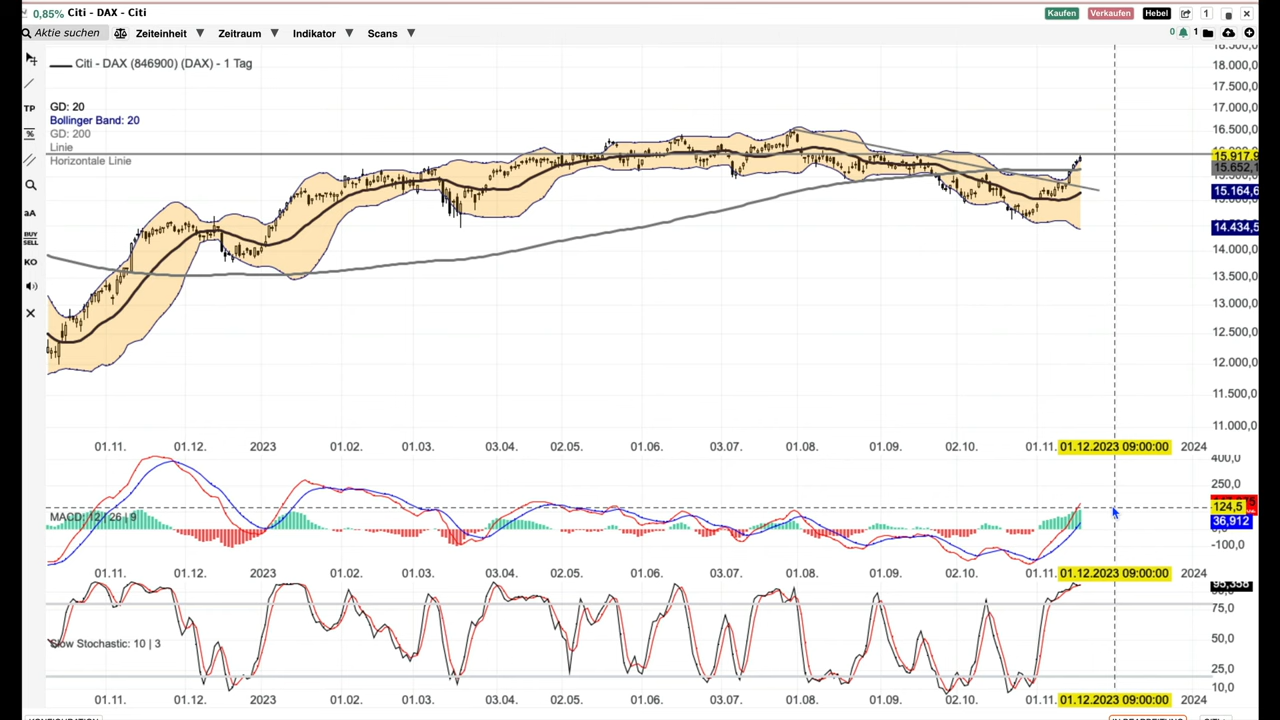 0,85% Citi - DAX - Citi
Kaufen Verkaufen Hebel 1
Aktie suchen Zeiteinheit Zeitraum Indikator Scans 0 1
Citi - DAX (846900) (DAX) - 1 Tag
GD: 20
Bollinger Band: 20
GD: 200
Linie
Horizontale Linie
TP
%
aA
BUY
SELL
KO
18.000,0
17.500,0
17.000,0
16.500,0
15.917,9
15.652,1
15.164,6
14.434,5
14.000,0
13.500,0
13.000,0
12.500,0
12.000,0
11.500,0
11.000,0
01.11. 01.12. 2023 01.02. 01.03. 03.04. 02.05. 01.06. 03.07. 01.08. 01.09. 02.10. 01.11. 01.12.2023 09:00:00 2024
400,0
250,0
124,5
36,912
-100,0
MACD: 12 | 26 | 9
01.11. 01.12. 2023 01.02. 01.03. 03.04. 02.05. 01.06. 03.07. 01.08. 01.09. 02.10. 01.11. 01.12.2023 09:00:00 2024
95,358
75,0
50,0
25,0
10,0
Slow Stochastic: 10 | 3
01.11. 01.12. 2023 01.02. 01.03. 03.04. 02.05. 01.06. 03.07. 01.08. 01.09. 02.10. 01.11. 01.12.2023 09:00:00 2024